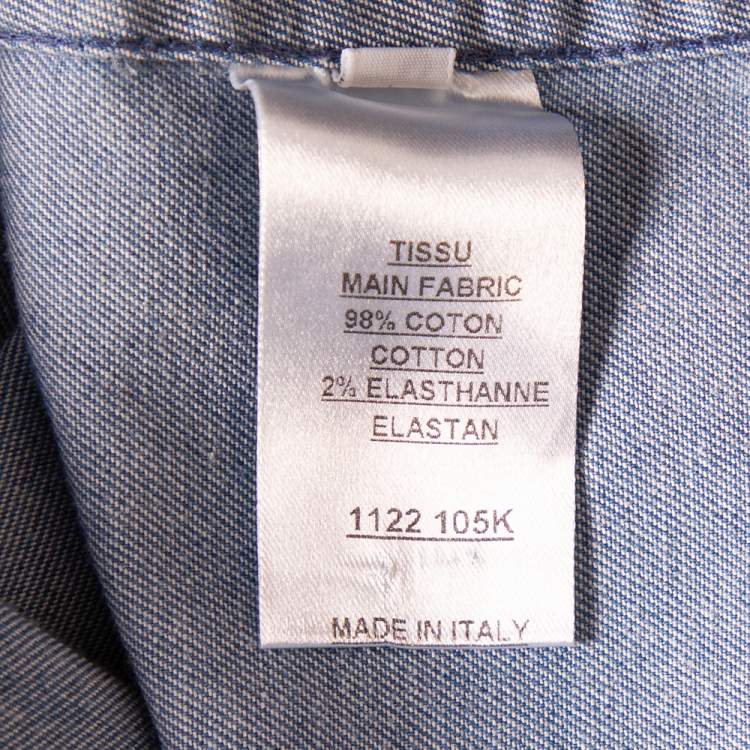 TISSU
MAIN FABRIC
98% COTON
COTTON
2% ELASTHANNE
ELASTAN
1122 105K
MADE IN ITALY